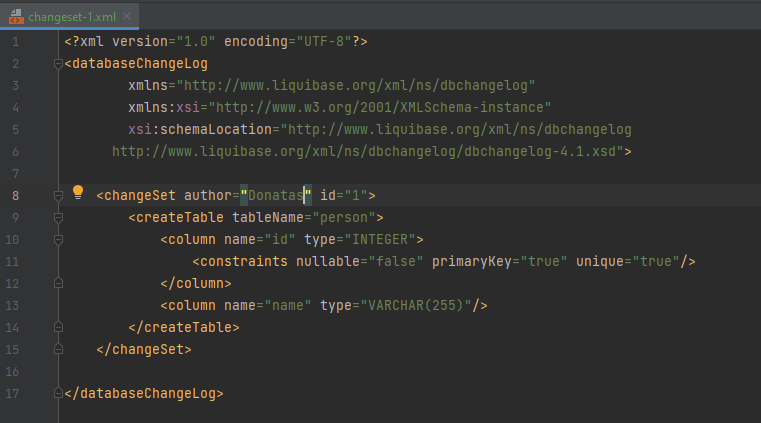 changeset-1.xml
1 <?xml version="1.0" encoding="UTF-8"?>
2 <databaseChangeLog
3         xmlns="http://www.liquibase.org/xml/ns/dbchangelog"
4         xmlns:xsi="http://www.w3.org/2001/XMLSchema-instance"
5         xsi:schemaLocation="http://www.liquibase.org/xml/ns/dbchangelog
6       http://www.liquibase.org/xml/ns/dbchangelog/dbchangelog-4.1.xsd">
7
8     <changeSet author="Donatas" id="1">
9         <createTable tableName="person">
10             <column name="id" type="INTEGER">
11                 <constraints nullable="false" primaryKey="true" unique="true"/>
12             </column>
13             <column name="name" type="VARCHAR(255)"/>
14         </createTable>
15     </changeSet>
16
17 </databaseChangeLog>